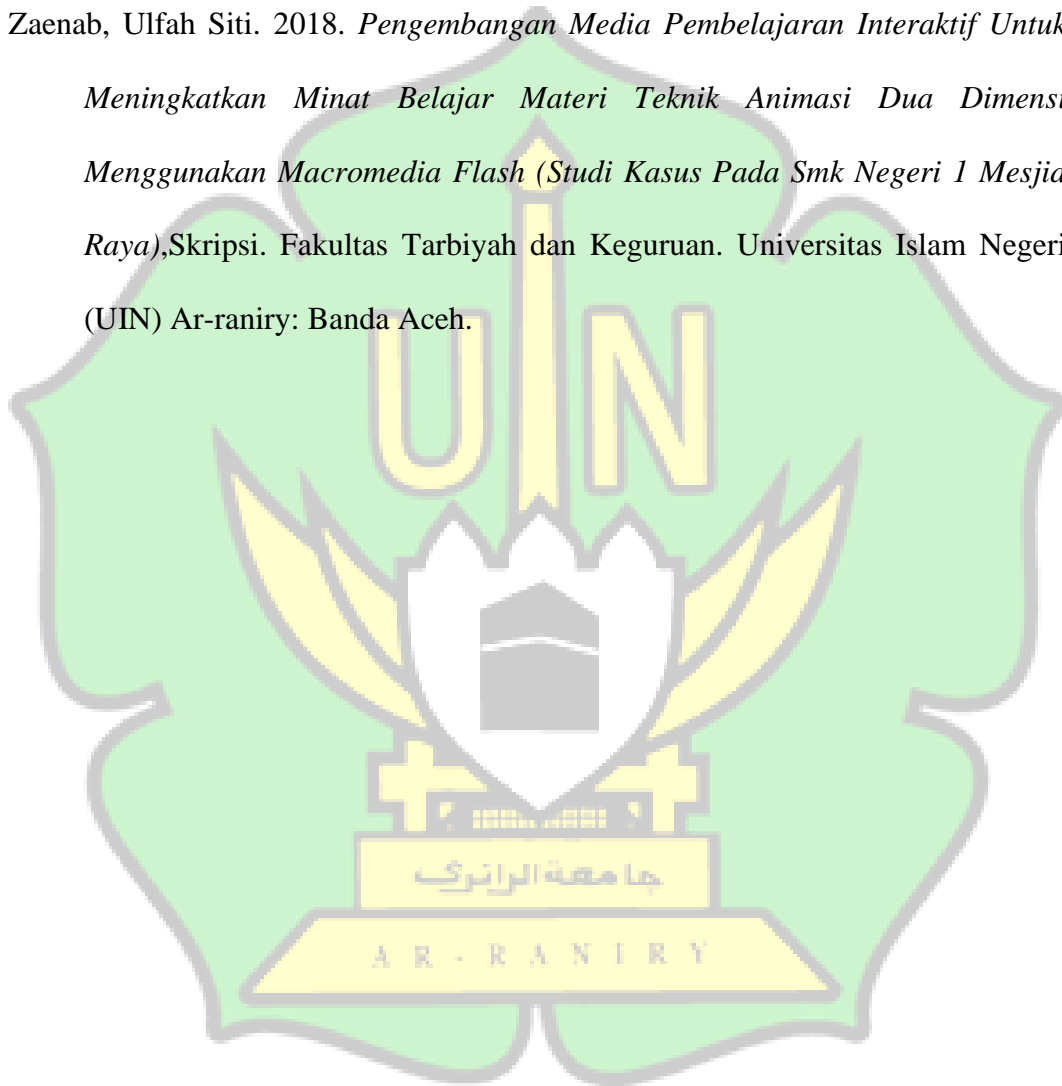 Zaenab, Ulfah Siti. 2018. Pengembangan Media Pembelajaran Interaktif Untuk
Meningkatkan Minat Belajar Materi Teknik Animasi Dua Dimensi
Menggunakan Macromedia Flash (Studi Kasus Pada Smk Negeri 1 Mesjid
Raya),Skripsi. Fakultas Tarbiyah dan Keguruan. Universitas Islam Negeri
(UIN) Ar-raniry: Banda Aceh.
UIN
جامعة الرانري
AR-RANIRY